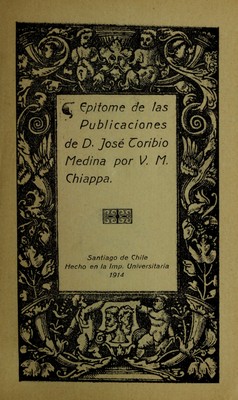 Epitome de las
Publicaciones
de D. José Toribio
Medina por V. M.
Chiappa.
Santiago de Chile
Hecho en la Imp. Universitaria
1914